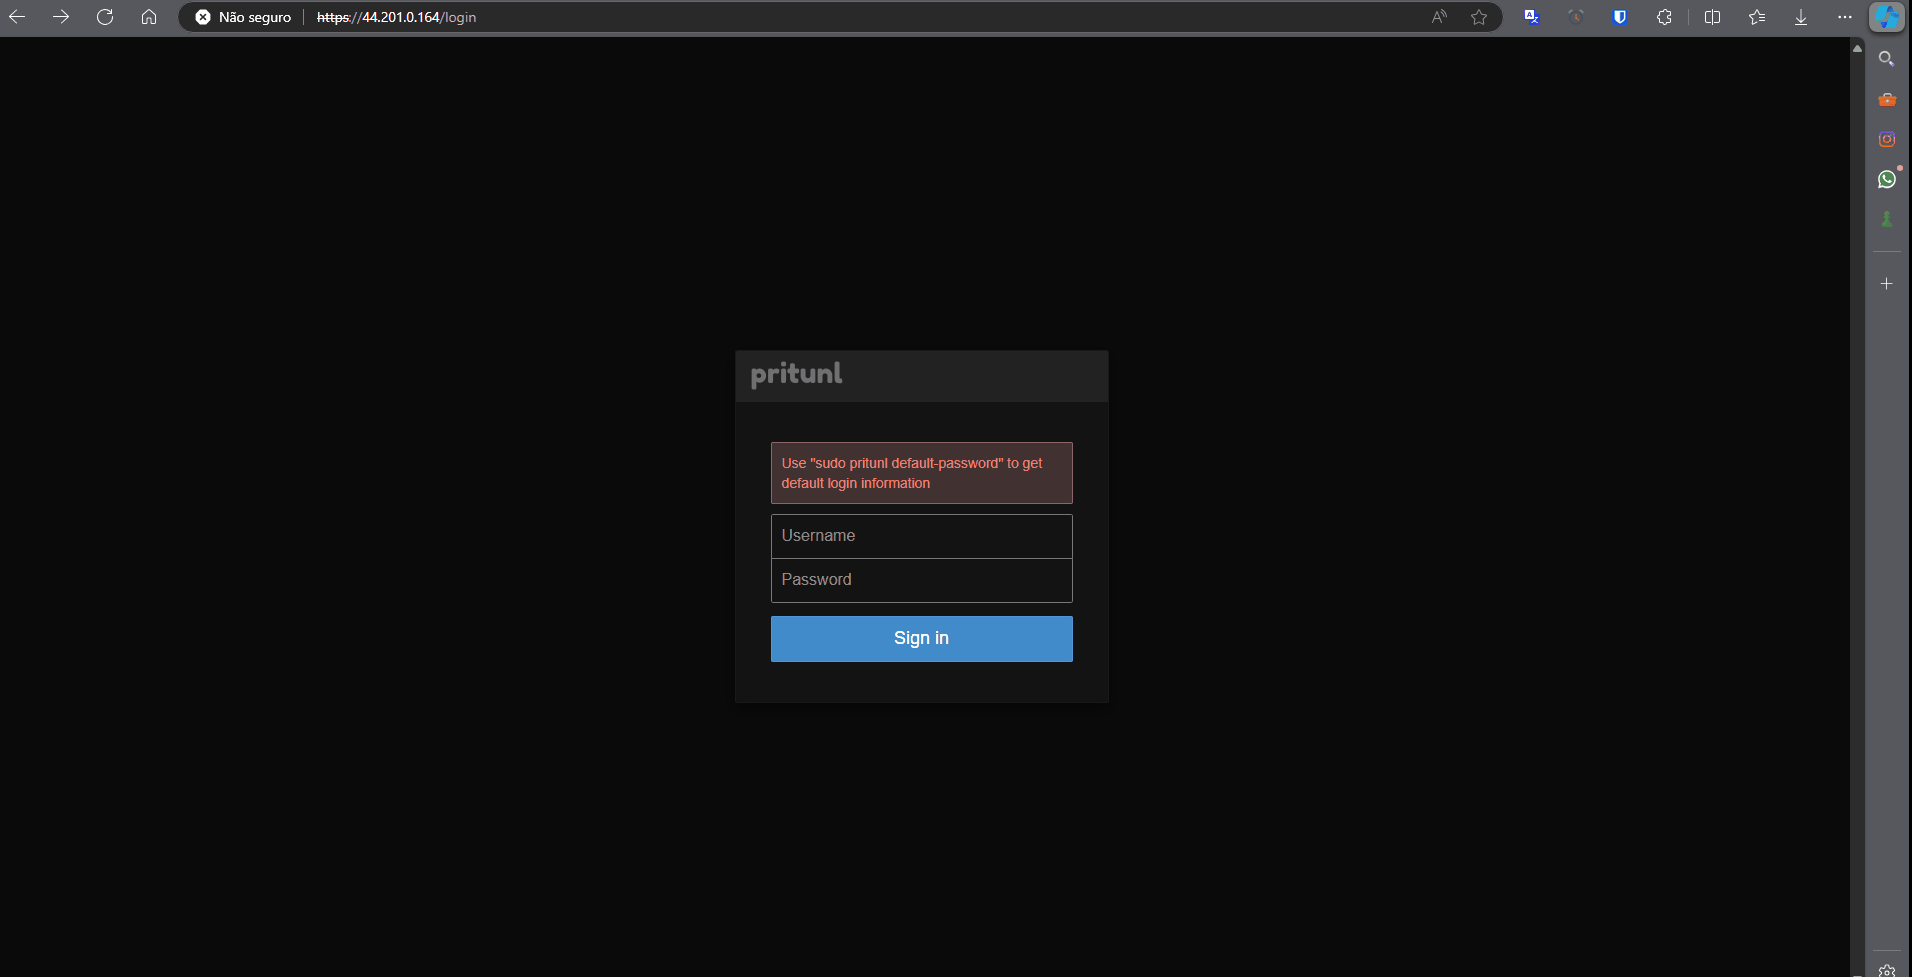 Não seguro
https://44.201.0.164/login
pritunl
Use "sudo pritunl default-password" to get
default login information
Username
Password
Sign in